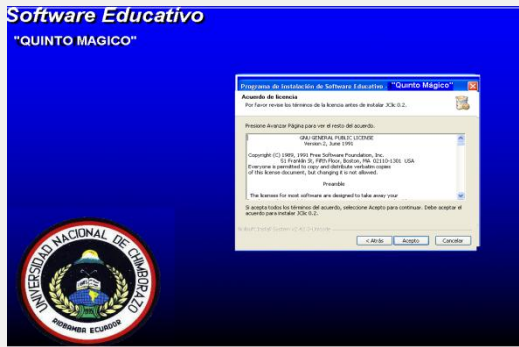 Software Educativo
"QUINTO MAGICO"
Programa de Instalación de Software Educativo "Quinto Mágico"
Acuerdo de licencia
Por favor revise los términos de la licencia antes de instalar JClic 0.2.
Presione Avanzar Página para ver el resto del acuerdo.
GNU GENERAL PUBLIC LICENSE
Version 2, June 1991
Copyright (C) 1989, 1991 Free Software Foundation, Inc.
51 Franklin St, Fifth Floor, Boston, MA 02110-1301 USA
Everyone is permitted to copy and distribute verbatim copies
of this license document, but changing it is not allowed.
Preamble
The licenses for most software are designed to take away your
Si acepta todos los términos del acuerdo, seleccione Acepto para continuar. Debe aceptar el
acuerdo para instalar JClic 0.2.
< Atrás
Acepto
Cancelar
UNIVERSIDAD NACIONAL DE CHIMBORAZO
RIOBAMBA ECUADOR